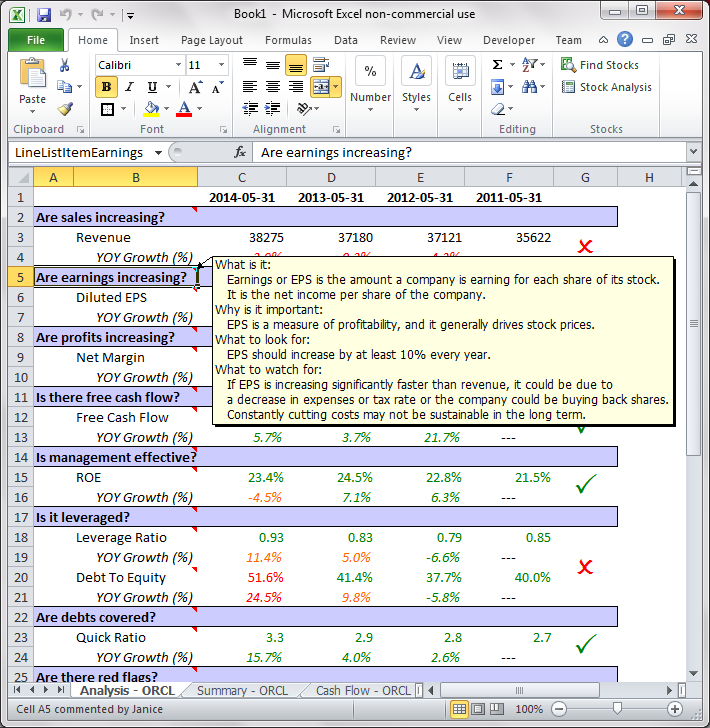 Book1 - Microsoft Excel non-commercial use
File Home Insert Page Layout Formulas Data Review View Developer Team
Calibri 11
Find Stocks
Paste B I U A A Number Styles Cells Stock Analysis
%
Clipboard Font Alignment Editing Stocks
LineListItemEarnings fx Are earnings increasing?
A B C D E F G H
1 2014-05-31 2013-05-31 2012-05-31 2011-05-31
2 Are sales increasing?
3 Revenue 38275 37180 37121 35622
4 YOY Growth (%)
5 Are earnings increasing?
6 Diluted EPS
7 YOY Growth (%)
8 Are profits increasing?
9 Net Margin
10 YOY Growth (%)
11 Is there free cash flow?
12 Free Cash Flow
What is it:
Earnings or EPS is the amount a company is earning for each share of its stock.
It is the net income per share of the company.
Why is it important:
EPS is a measure of profitability, and it generally drives stock prices.
What to look for:
EPS should increase by at least 10% every year.
What to watch for:
If EPS is increasing significantly faster than revenue, it could be due to
a decrease in expenses or tax rate or the company could be buying back shares.
Constantly cutting costs may not be sustainable in the long term.
13 YOY Growth (%) 5.7% 3.7% 21.7% ---
14 Is management effective?
15 ROE 23.4% 24.5% 22.8% 21.5%
16 YOY Growth (%) -4.5% 7.1% 6.3% ---
17 Is it leveraged?
18 Leverage Ratio 0.93 0.83 0.79 0.85
19 YOY Growth (%) 11.4% 5.0% -6.6% ---
20 Debt To Equity 51.6% 41.4% 37.7% 40.0%
21 YOY Growth (%) 24.5% 9.8% -5.8% ---
22 Are debts covered?
23 Quick Ratio 3.3 2.9 2.8 2.7
24 YOY Growth (%) 15.7% 4.0% 2.6% ---
25 Are there red flags?
Analysis - ORCL Summary - ORCL Cash Flow - ORCL
Cell A5 commented by Janice 100%